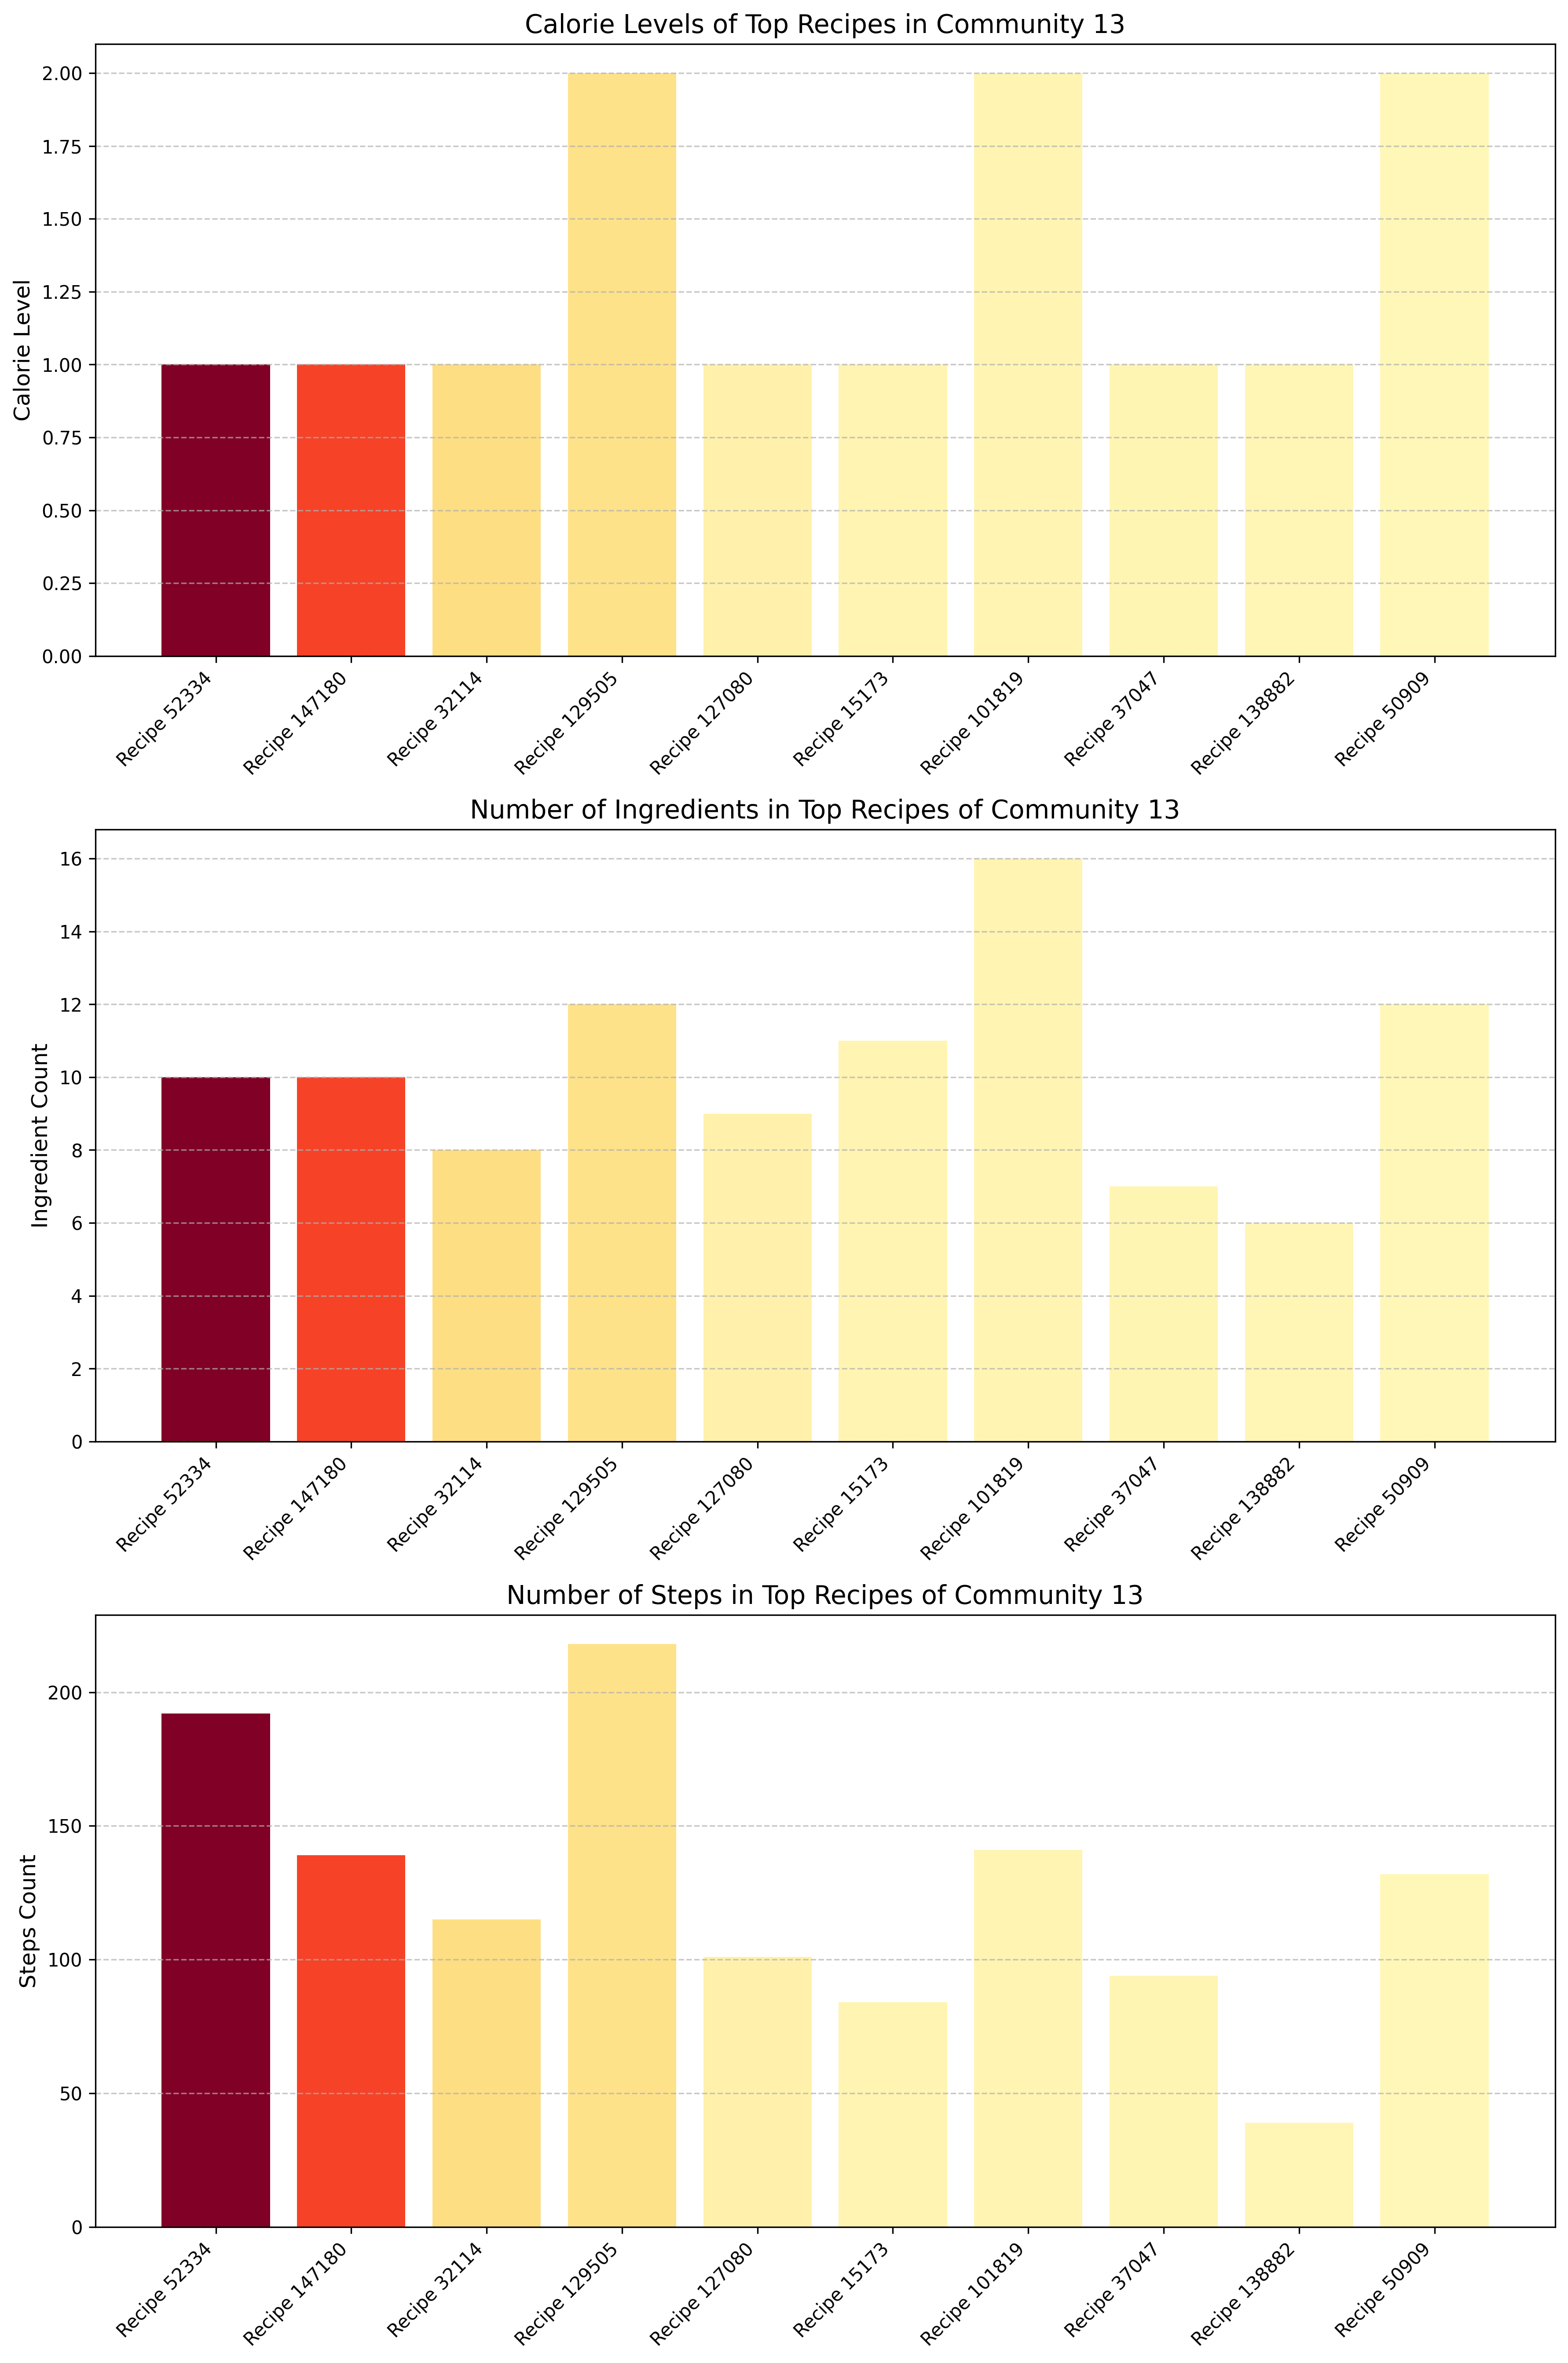 Calorie Levels of Top Recipes in Community 13
2.00
1.75
1.50
1.25
1.00
0.75
0.50
0.25
0.00
Calorie Level
Recipe 52334
Recipe 147180
Recipe 32114
Recipe 129505
Recipe 127080
Recipe 15173
Recipe 101819
Recipe 37047
Recipe 138882
Recipe 50909
Number of Ingredients in Top Recipes of Community 13
16
14
12
10
8
6
4
2
0
Ingredient Count
Recipe 52334
Recipe 147180
Recipe 32114
Recipe 129505
Recipe 127080
Recipe 15173
Recipe 101819
Recipe 37047
Recipe 138882
Recipe 50909
Number of Steps in Top Recipes of Community 13
200
150
100
50
0
Steps Count
Recipe 52334
Recipe 147180
Recipe 32114
Recipe 129505
Recipe 127080
Recipe 15173
Recipe 101819
Recipe 37047
Recipe 138882
Recipe 50909